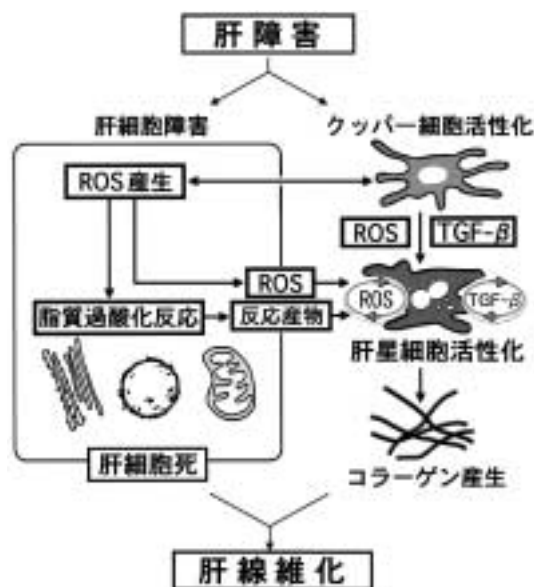 肝障害
肝細胞障害
クッパー細胞活性化
ROS産生
ROS
TGF-β
ROS
ROS
TGF-β
脂質過酸化反応
反応産物
肝星細胞活性化
肝細胞死
コラーゲン産生
肝線維化